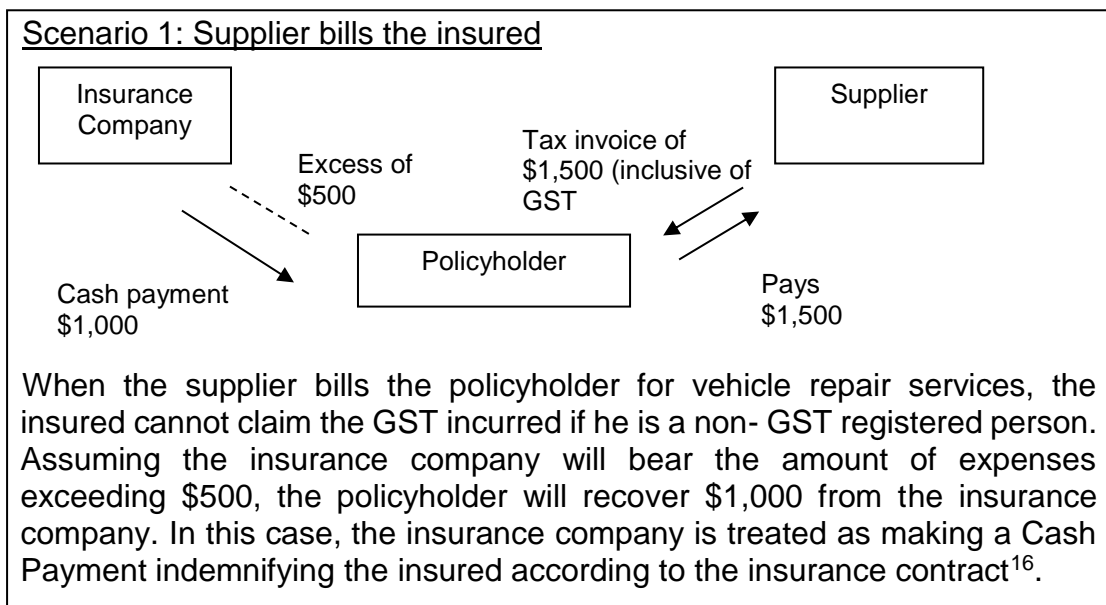 Scenario 1: Supplier bills the insured
Insurance
Company
Supplier
Excess of
$500
Tax invoice of
$1,500 (inclusive of
GST
Policyholder
Cash payment
$1,000
Pays
$1,500
When the supplier bills the policyholder for vehicle repair services, the
insured cannot claim the GST incurred if he is a non- GST registered person.
Assuming the insurance company will bear the amount of expenses
exceeding $500, the policyholder will recover $1,000 from the insurance
company. In this case, the insurance company is treated as making a Cash
Payment indemnifying the insured according to the insurance contract16.